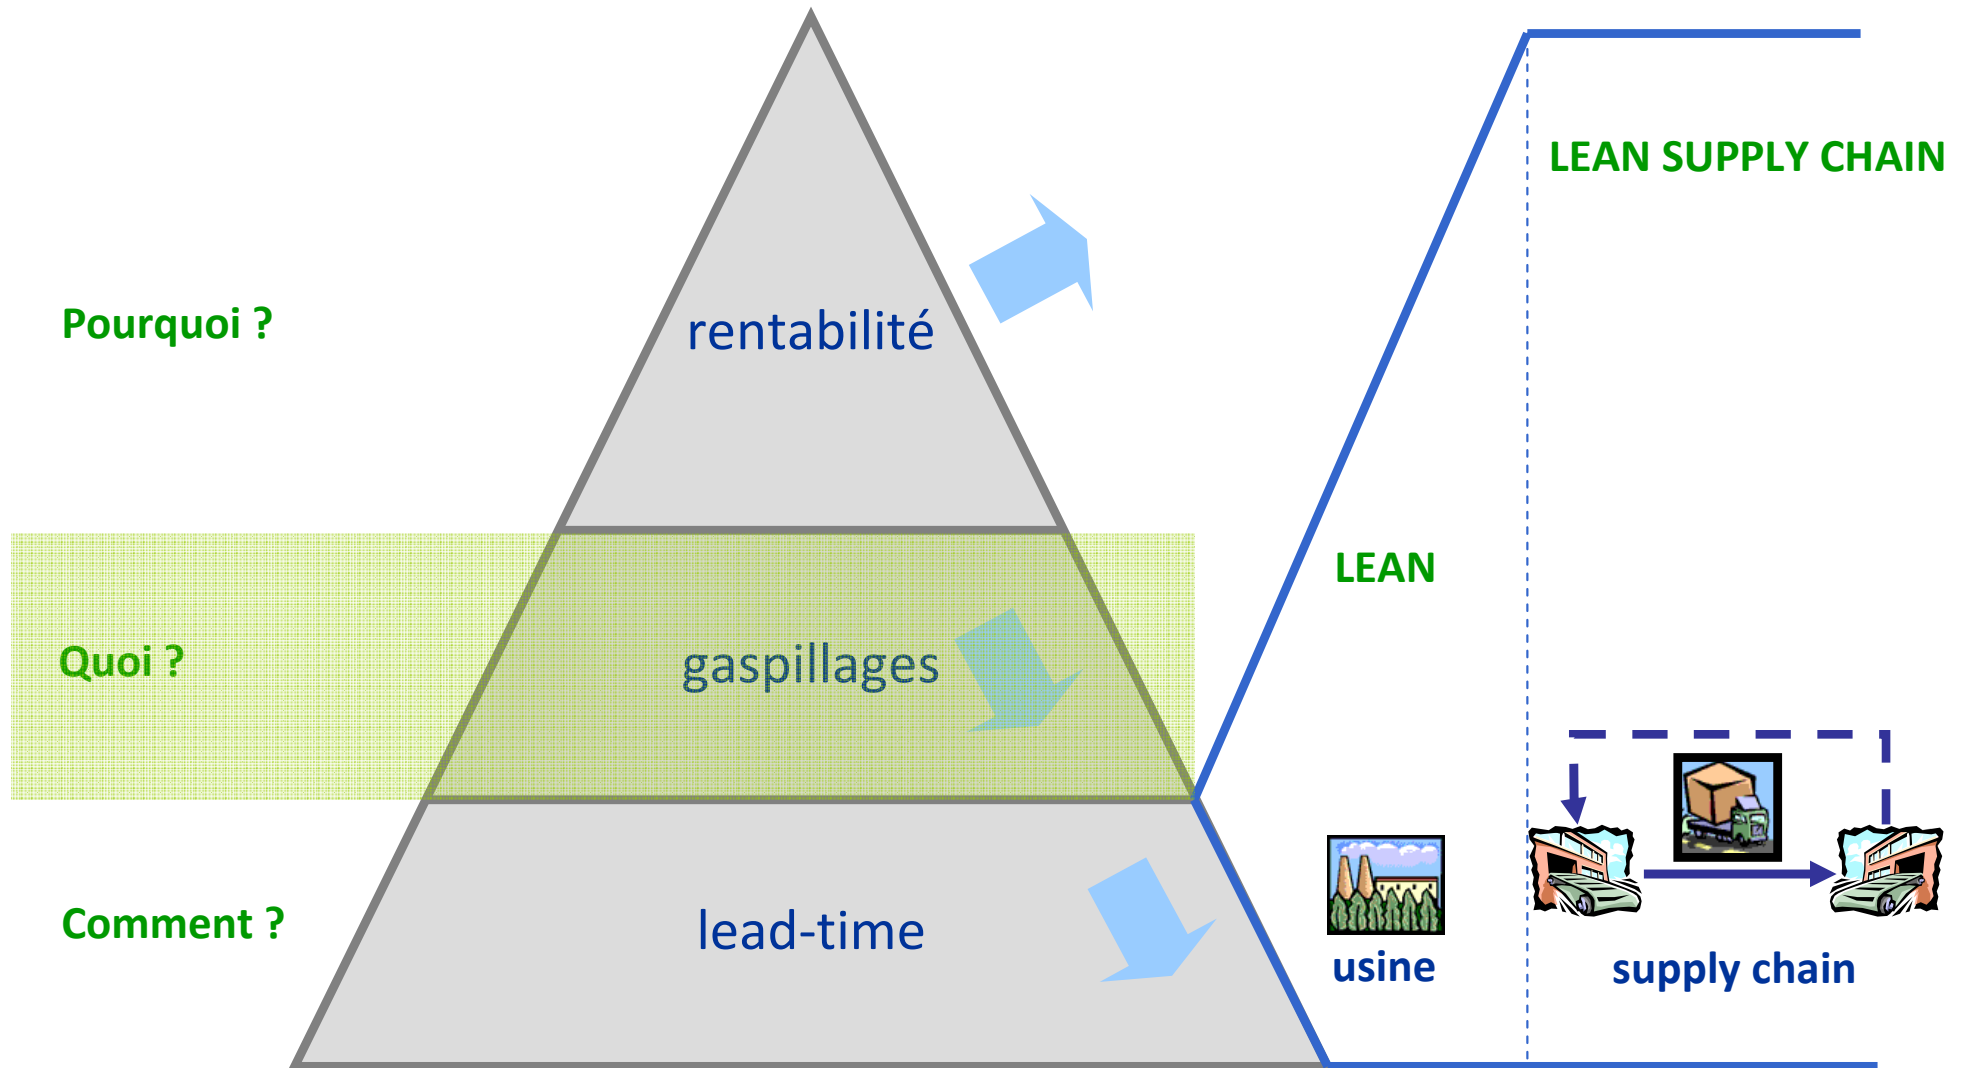 LEAN SUPPLY CHAIN
Pourquoi ?
rentabilité
LEAN
Quoi ?
gaspillages
Comment ?
lead-time
usine
supply chain